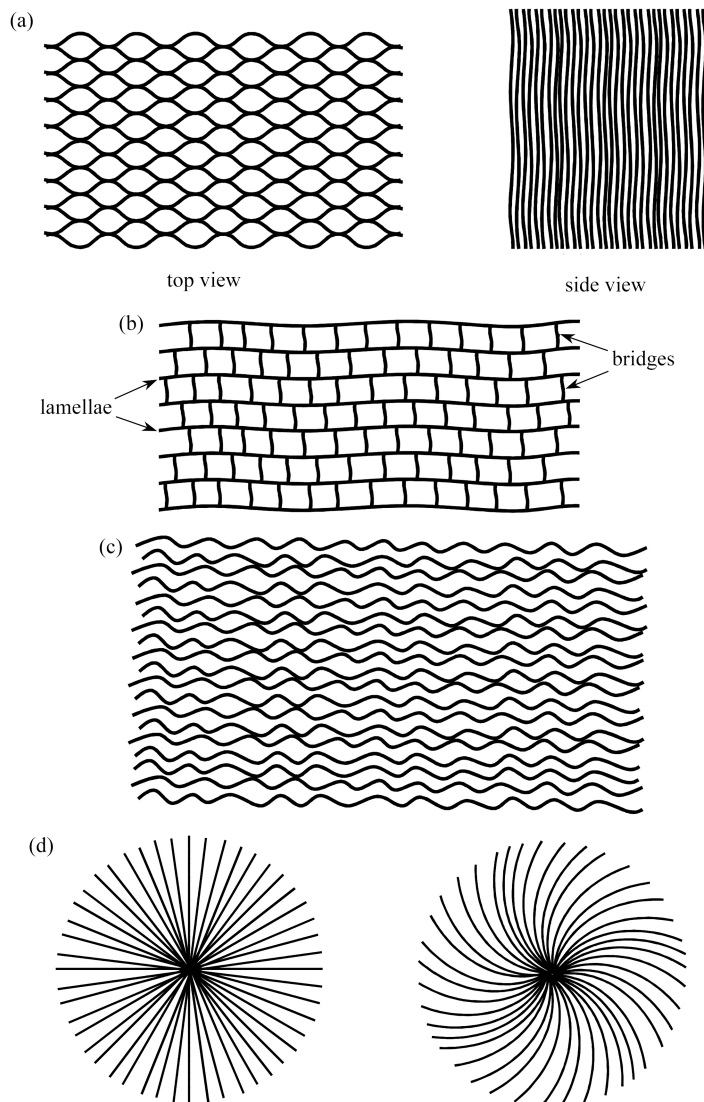 (a)
top view
side view
(b)
bridges
lamellae
(c)
(d)